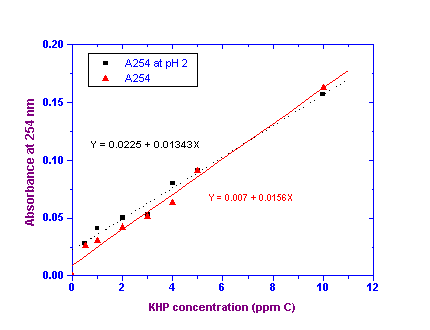 0.20
0.15
0.10
0.05
0.00
Absorbance at 254 nm
A254 at pH 2
A254
Y = 0.0225 + 0.01343X
Y = 0.007 + 0.0156X
0 2 4 6 8 10 12
KHP concentration (ppm C)